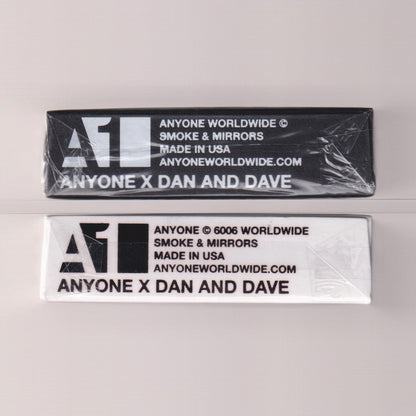 A1
ANYONE WORLDWIDE ©
SMOKE & MIRRORS
MADE IN USA
ANYONEWORLDWIDE.COM
ANYONE X DAN AND DAVE
A1
ANYONE © 6006 WORLDWIDE
SMOKE & MIRRORS
MADE IN USA
ANYONEWORLDWIDE.COM
ANYONE X DAN AND DAVE